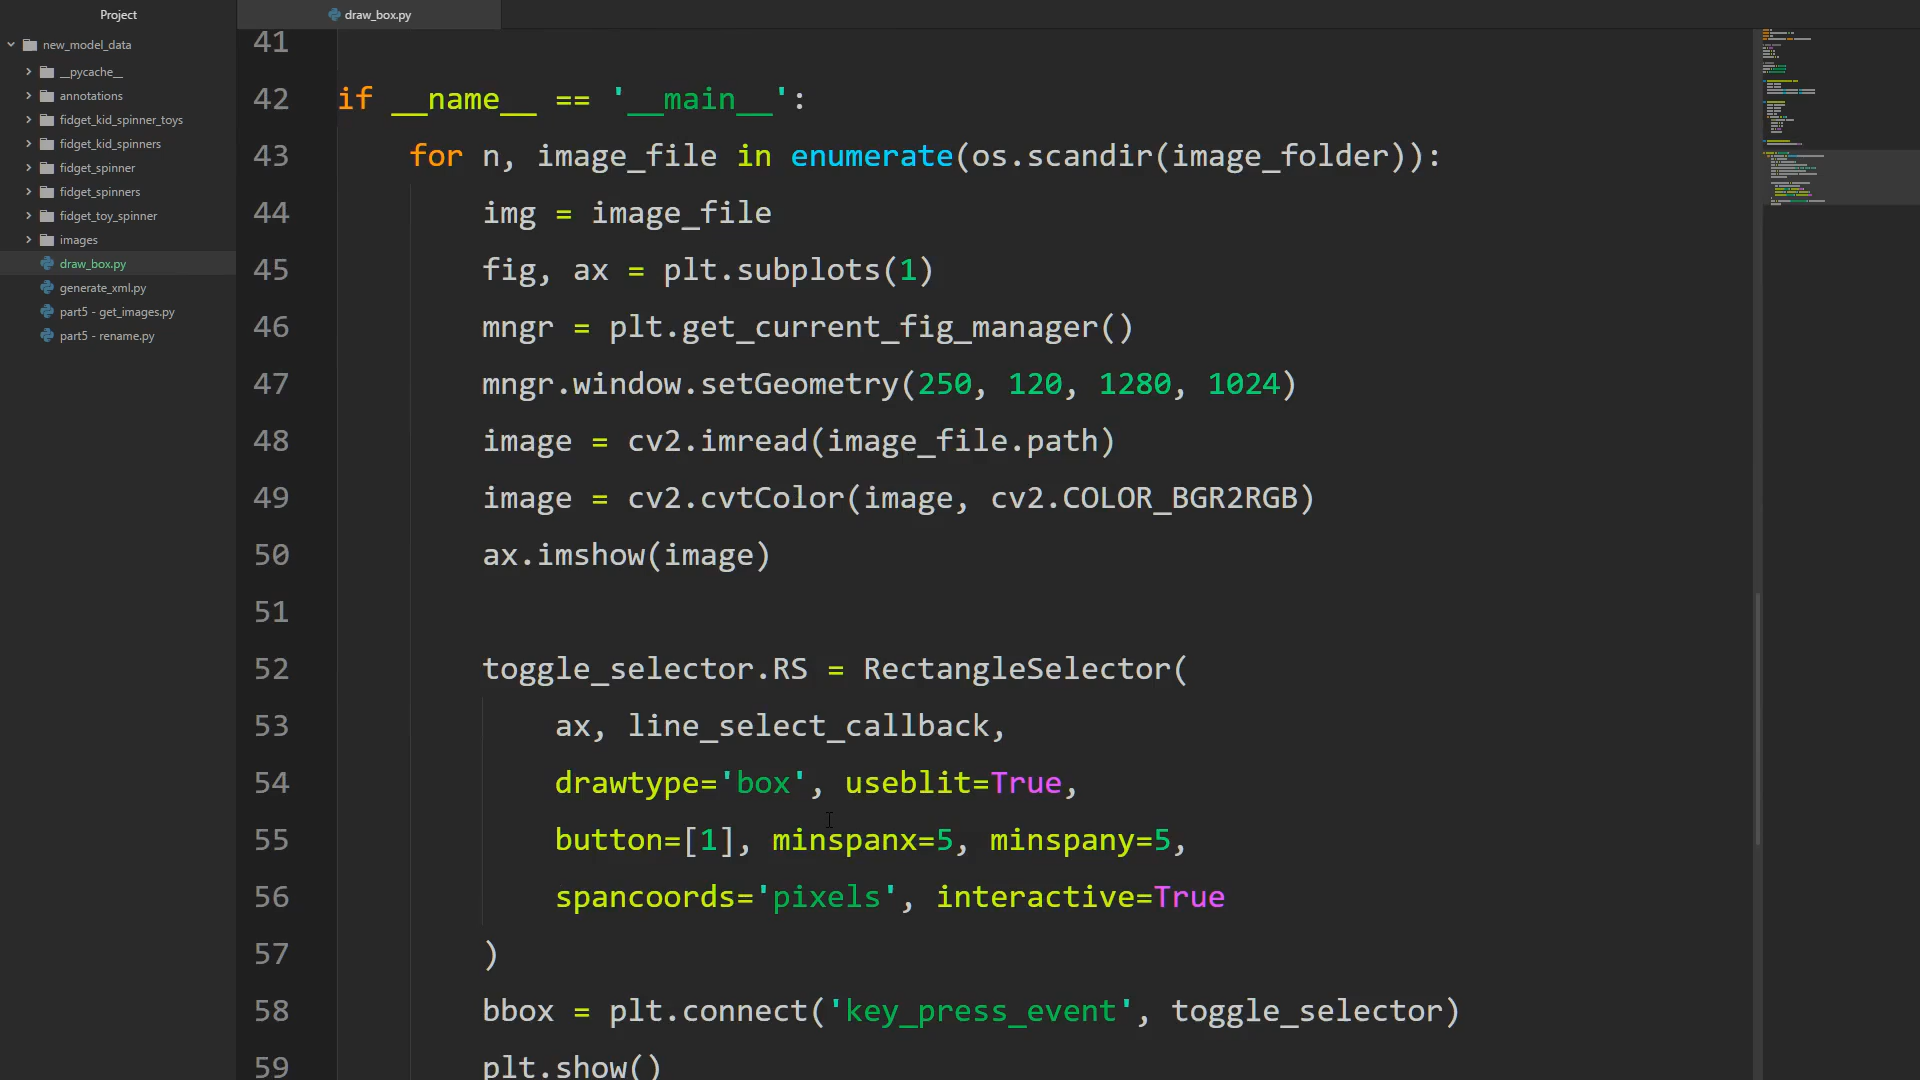 Project
new_model_data
__pycache__
annotations
fidget_kid_spinner_toys
fidget_kid_spinners
fidget_spinner
fidget_spinners
fidget_toy_spinner
images
draw_box.py
generate_xml.py
part5 - get_images.py
part5 - rename.py
draw_box.py
41
42 if __name__ == '__main__':
43 for n, image_file in enumerate(os.scandir(image_folder)):
44 img = image_file
45 fig, ax = plt.subplots(1)
46 mngr = plt.get_current_fig_manager()
47 mngr.window.setGeometry(250, 120, 1280, 1024)
48 image = cv2.imread(image_file.path)
49 image = cv2.cvtColor(image, cv2.COLOR_BGR2RGB)
50 ax.imshow(image)
51
52 toggle_selector.RS = RectangleSelector(
53 ax, line_select_callback,
54 drawtype='box', useblit=True,
55 button=[1], minspanx=5, minspany=5,
56 spancoords='pixels', interactive=True
57 )
58 bbox = plt.connect('key_press_event', toggle_selector)
59 plt.show()